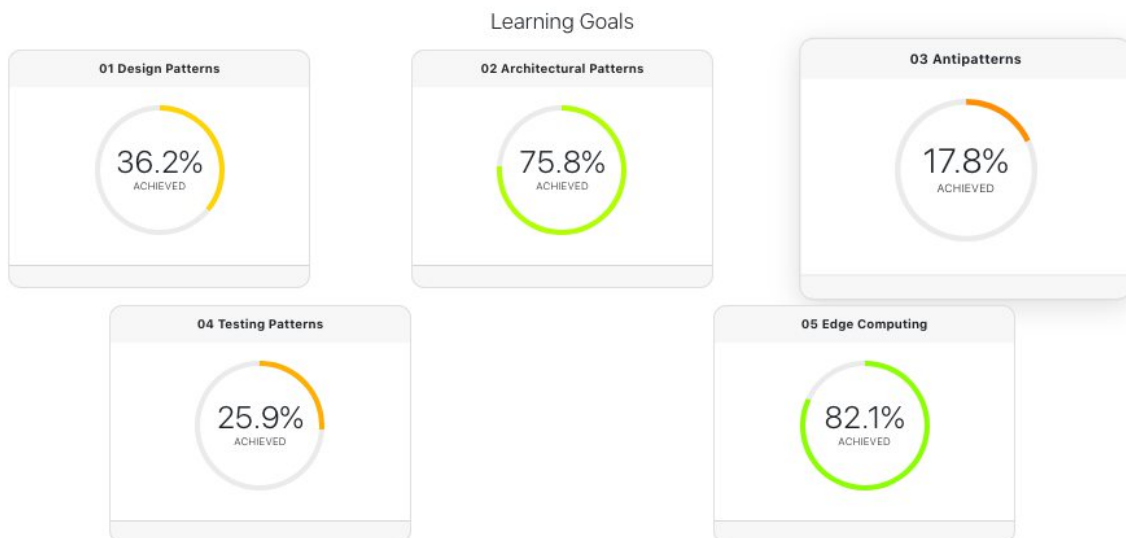 Learning Goals
01 Design Patterns
36.2%
ACHIEVED
02 Architectural Patterns
75.8%
ACHIEVED
03 Antipatterns
17.8%
ACHIEVED
04 Testing Patterns
25.9%
ACHIEVED
05 Edge Computing
82.1%
ACHIEVED